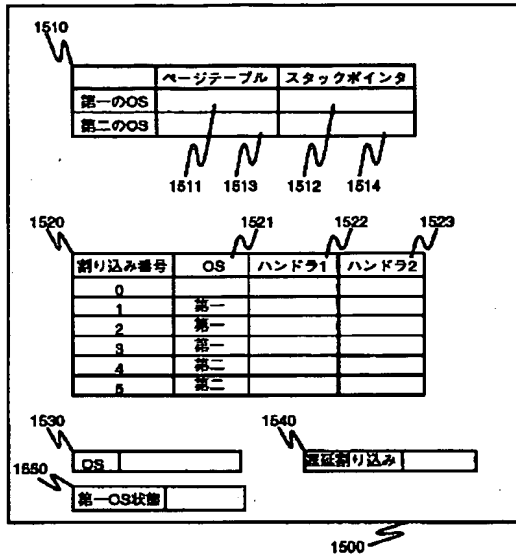 1510
ページテーブル スタックポインタ
第一のOS
第二のOS
1511 1513 1512 1514
1520 1521 1522 1523
割り込み番号 OS ハンドラ1 ハンドラ2
0
1 第一
2 第一
3 第一
4 第二
5 第二
1530 1540
OS 遅延割り込み
1550
第一OS状態
1500